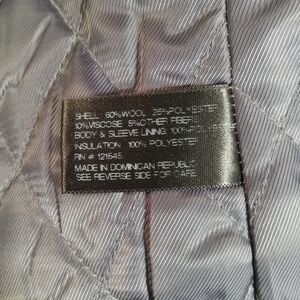 SHELL 60%WOOL 25%POLYESTER
10%VISCOSE 5%OTHER FIBERS
BODY & SLEEVE LINING: 100%
INSULATION : 100% POLYESTER
RN # 121545
MADE IN DOMINICAN REPUBLIC
SEE REVERSE SIDE FOR CARE